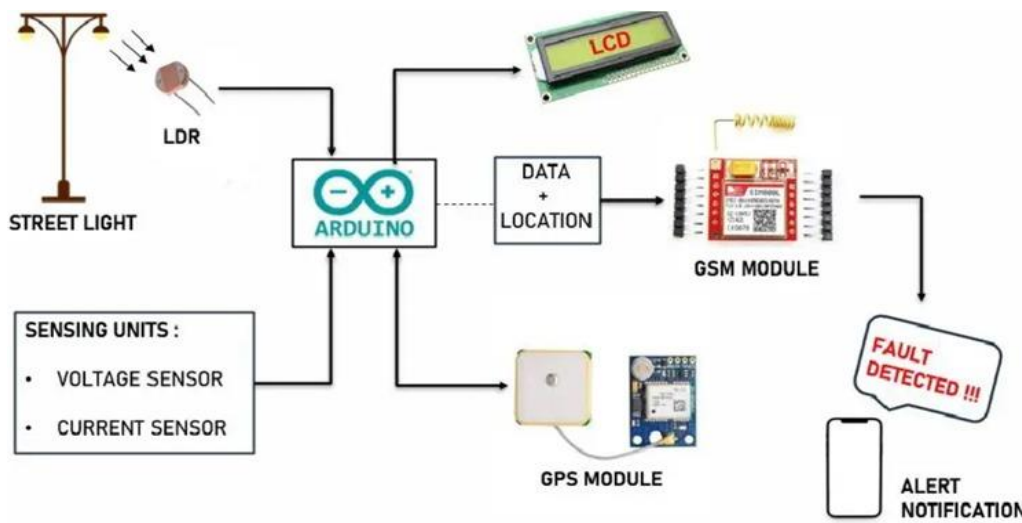 LCD
LDR
STREET LIGHT
ARDUINO
DATA
+
LOCATION
SIM800L
GSM MODULE
SENSING UNITS :
• VOLTAGE SENSOR
• CURRENT SENSOR
FAULT
DETECTED !!!
GPS MODULE
ALERT
NOTIFICATION